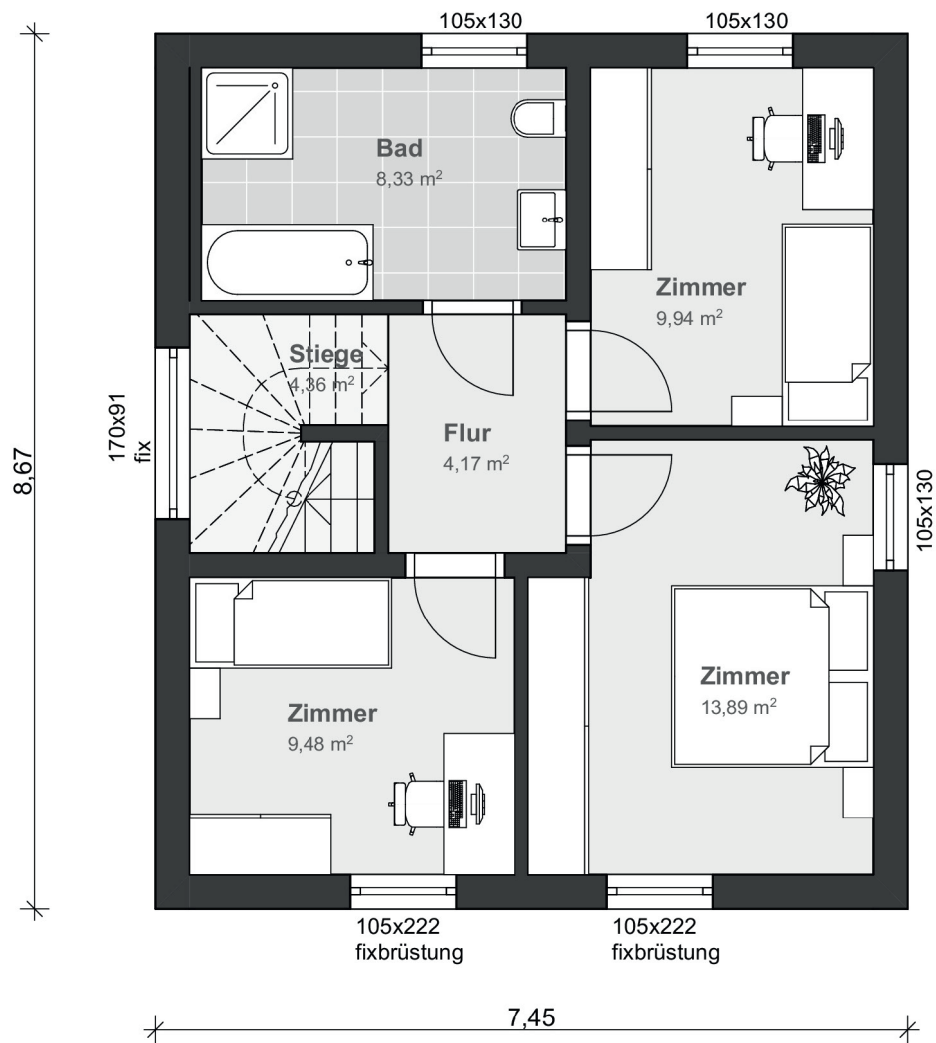 105x130
105x130
Bad
8,33 m²
Zimmer
9,94 m²
Stiege
4,36 m²
170x91
fix
Flur
4,17 m²
8,67
105x130
Zimmer
13,89 m²
Zimmer
9,48 m²
105x222
fixbrüstung
105x222
fixbrüstung
7,45